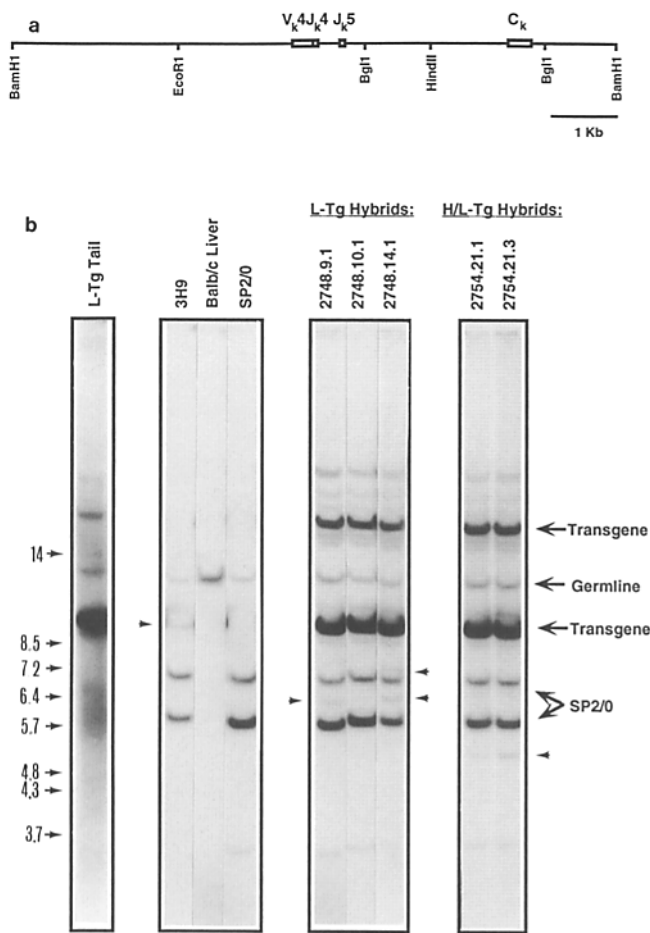 a
Vk4Jk4 Jk5 Ck
BamH1
EcoR1
Bgl1
HindII
Bgl1
BamH1
1 Kb
b
L-Tg Hybrids:
H/L-Tg Hybrids:
L-Tg Tail
3H9
Balb/c Liver
SP2/0
2748.9.1
2748.10.1
2748.14.1
2754.21.1
2754.21.3
14
8.5
7 2
6.4
5.7
4.8
4.3
3.7
Transgene
Germline
Transgene
SP2/0